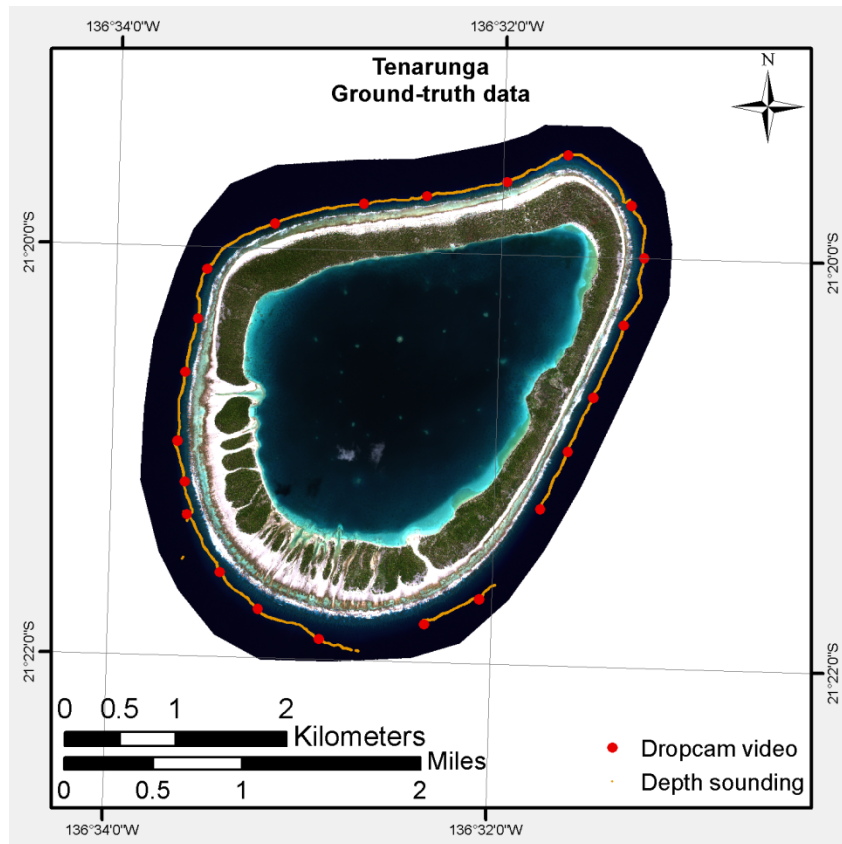 136°34'0"W 136°32'0"W
Tenarunga
Ground-truth data
N
21°20'0"S
21°20'0"S
21°22'0"S
21°22'0"S
0 0.5 1 2
Kilometers
Miles
0 0.5 1 2
Dropcam video
Depth sounding
136°34'0"W 136°32'0"W